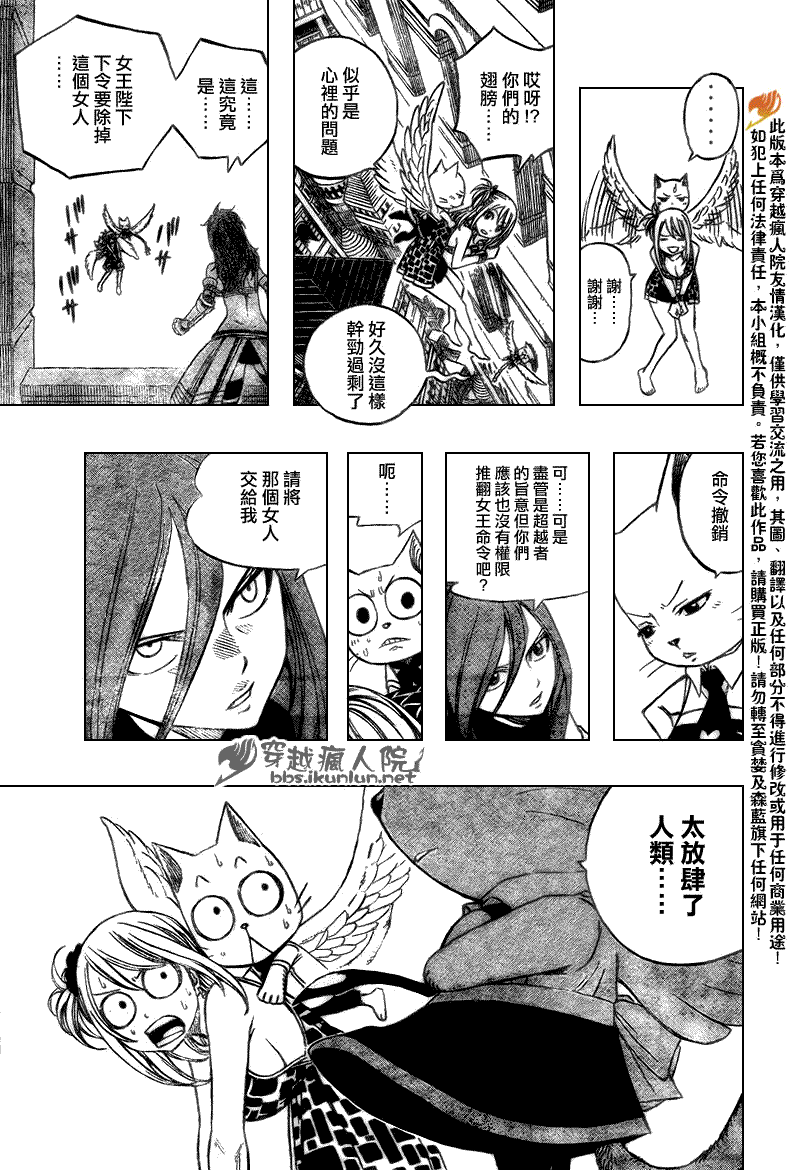 ………
謝…
謝…
哎呀!?
你們的
翅膀……
似乎是
心裡的問題
好久沒這樣
幹勁過剩了
這……
這究竟
是……
女王陛下
下令要除掉
這個女人
……
命令撤銷
可……可是
盡管是超越者
的旨意但你們
應該也沒有權限
推翻女王命令吧？
呃……
請將
那個女人
交給我
太放肆了
人類……
穿越瘋人院
bbs.ikunlun.net
此版本爲穿越瘋人院友情漢化，僅供學習交流之用，其圖、翻譯以及任何部分不得進行修改或用于任何商業用途！
如犯上任何法律責任，本小組概不負責。若您喜歡此作品，請購買正版！請勿轉至貪婪及森藍旗下任何網站！